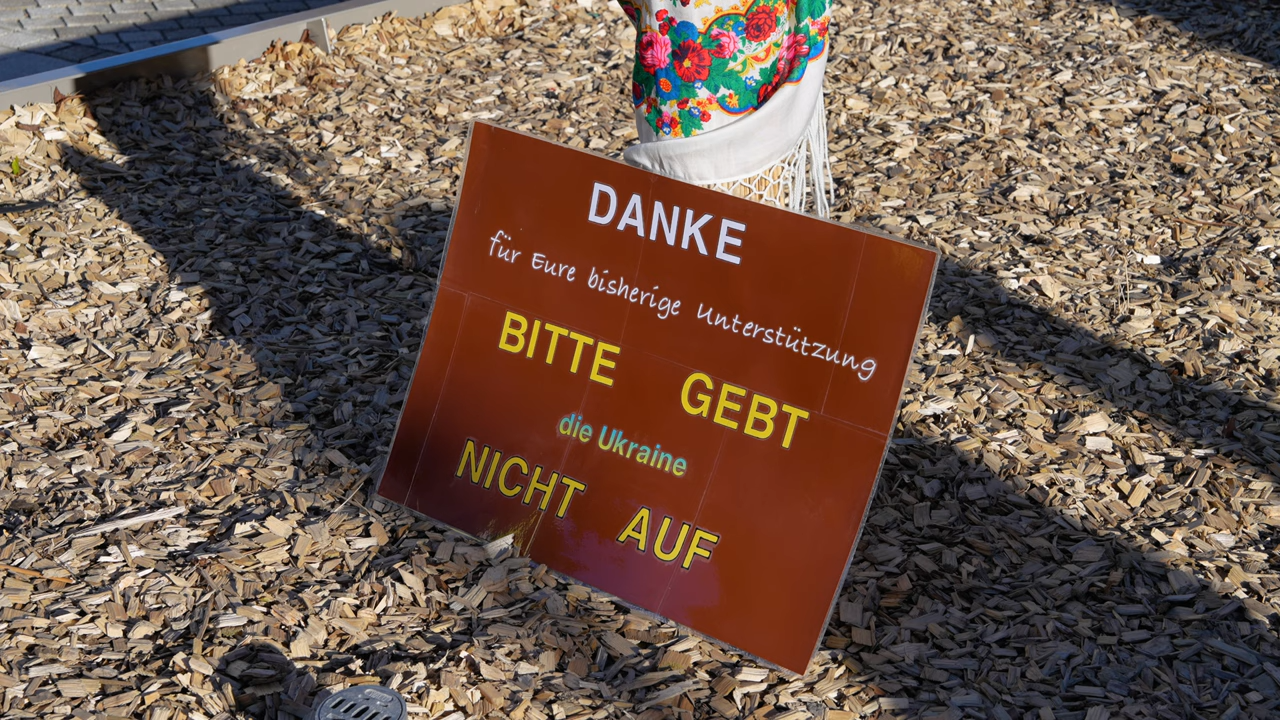 DANKE
für Eure bisherige Unterstützung
BITTE GEBT
die Ukraine
NICHT AUF